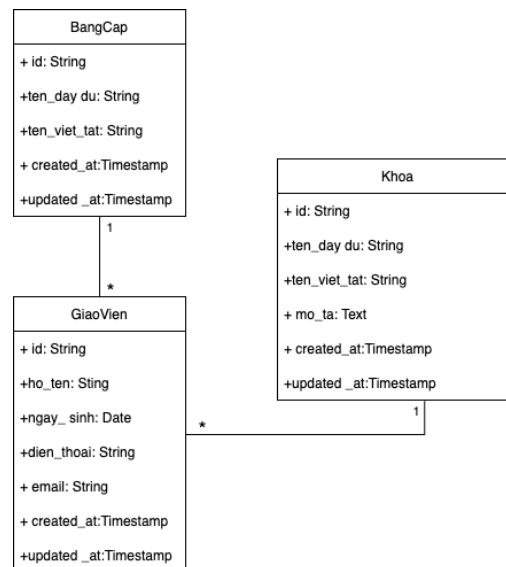 BangCap
+ id: String
+ten_day du: String
+ten_viet_tat: String
+ created_at:Timestamp
+updated _at:Timestamp
1
*
GiaoVien
+ id: String
+ho_ten: Sting
+ngay_ sinh: Date
+dien_thoai: String
+ email: String
+ created_at:Timestamp
+updated _at:Timestamp
Khoa
+ id: String
+ten_day du: String
+ten_viet_tat: String
+ mo_ta: Text
+ created_at:Timestamp
+updated _at:Timestamp
1
*